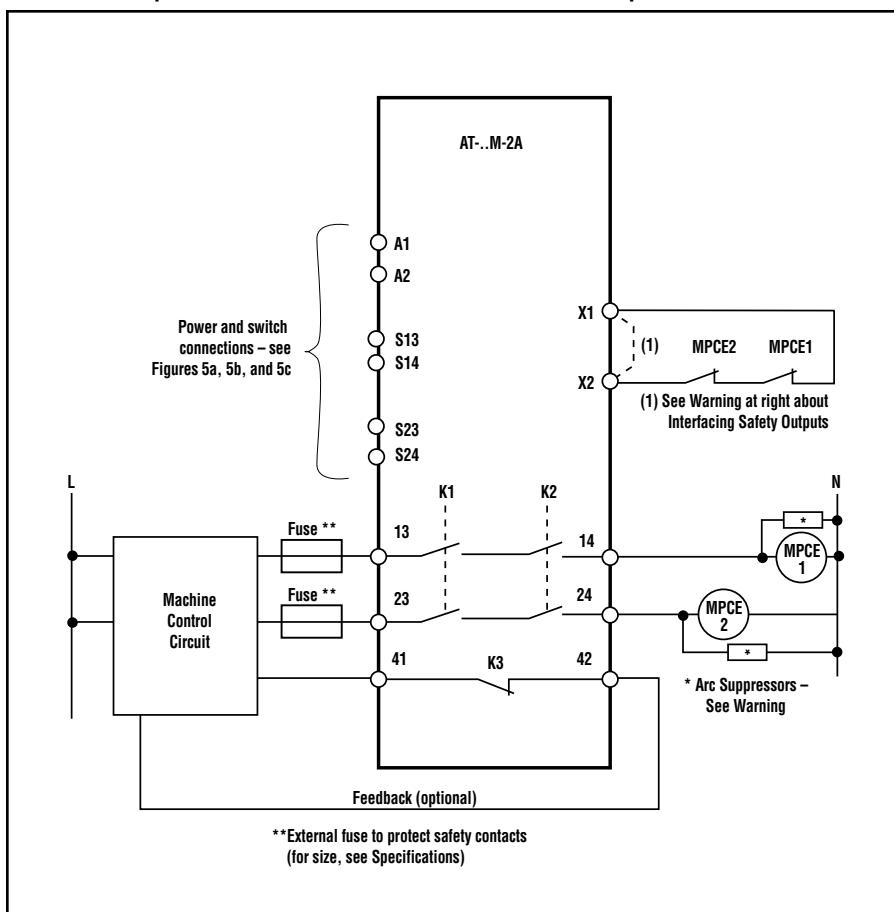 AT-..M-2A
A1
A2
Power and switch
connections – see
Figures 5a, 5b, and 5c
S13
S14
S23
S24
X1
(1)
MPCE2
MPCE1
X2
(1) See Warning at right about
Interfacing Safety Outputs
L
N
K1
K2
Fuse **
13
14
*
MPCE
1
Machine
Control
Circuit
Fuse **
23
24
MPCE
2
*
41
K3
42
* Arc Suppressors –
See Warning
Feedback (optional)
**External fuse to protect safety contacts
(for size, see Specifications)